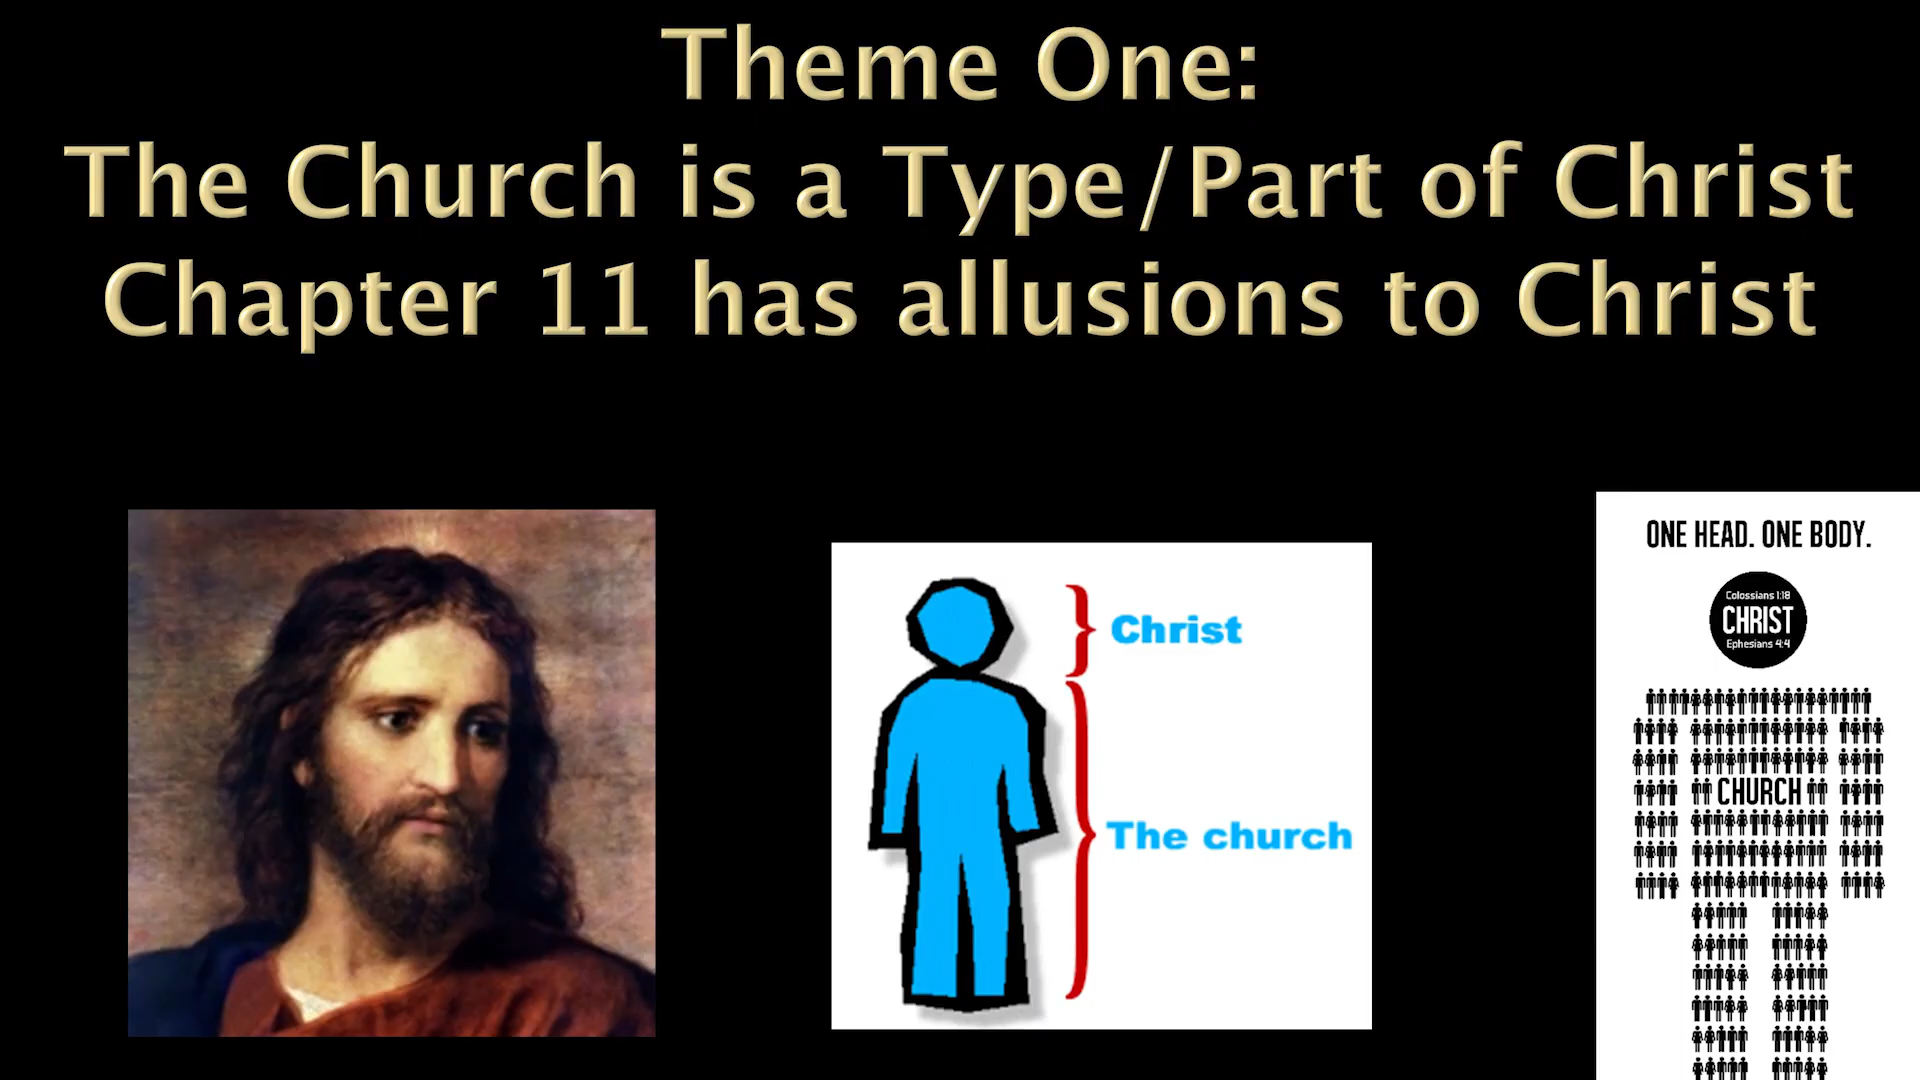 Theme One:
The Church is a Type/Part of Christ
Chapter 11 has allusions to Christ
Christ
The church
ONE HEAD. ONE BODY.
Colossians 1:18
CHRIST
Ephesians 4:4
CHURCH